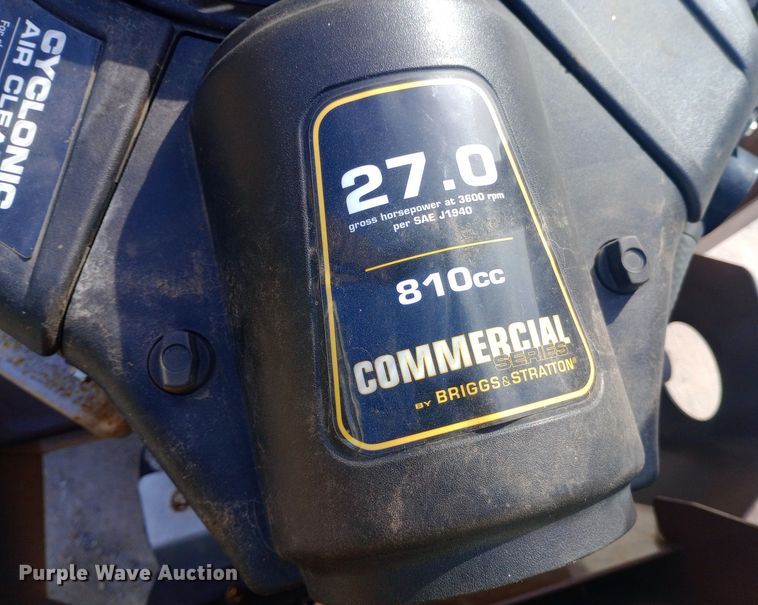 CYCLONIC
AIR
27.0
gross horsepower at 3600 rpm
per SAE J1940
810cc
COMMERCIAL
SERIES
BY BRIGGS & STRATTON®
Purple Wave Auction